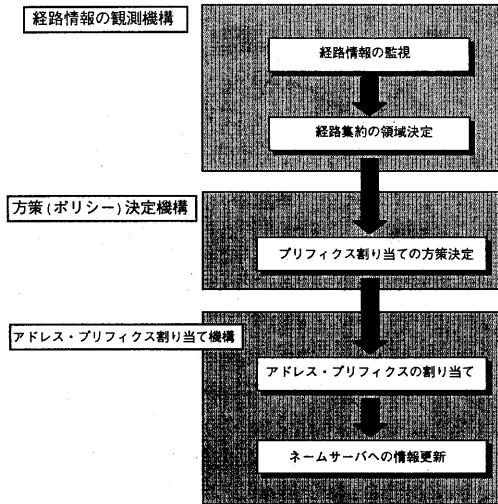 経路情報の観測機構
経路情報の監視
経路集約の領域決定
方策(ポリシー)決定機構
プリフィクス割り当ての方策決定
アドレス・プリフィクス割り当て機構
アドレス・プリフィクスの割り当て
ネームサーバへの情報更新